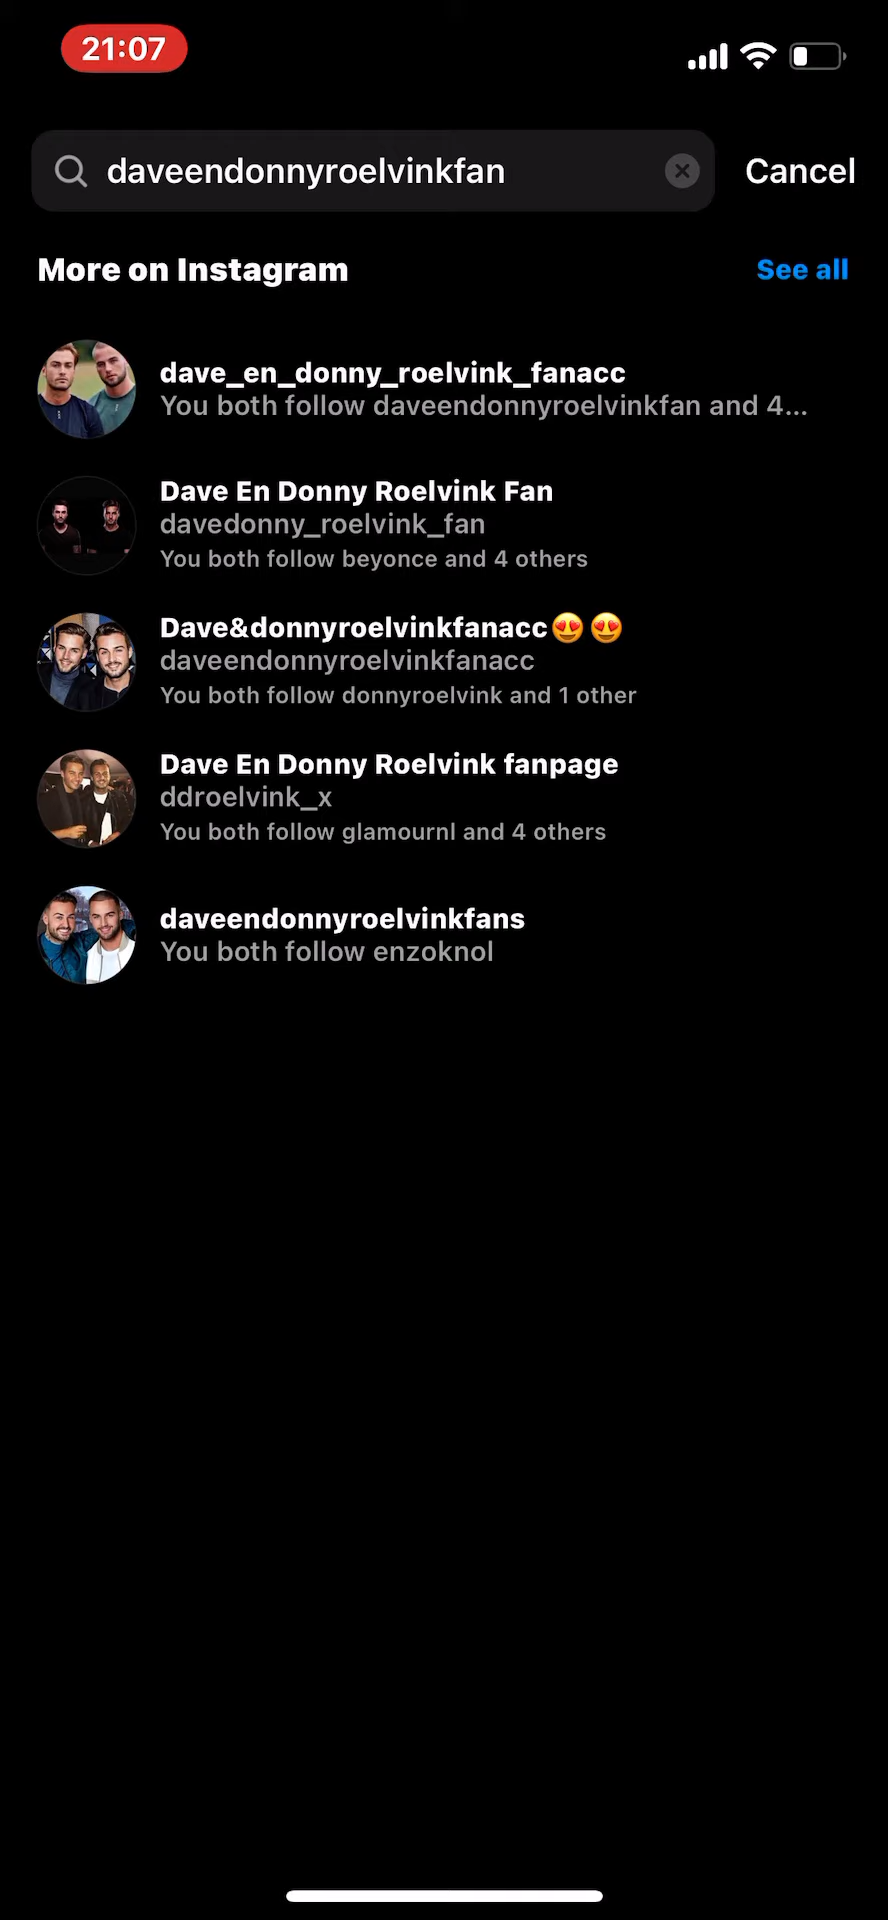 21:07
daveendonnyroelvinkfan
Cancel
More on Instagram
See all
dave_en_donny_roelvink_fanacc
You both follow daveendonnyroelvinkfan and 4...
Dave En Donny Roelvink Fan
davedonny_roelvink_fan
You both follow beyonce and 4 others
Dave&donnyroelvinkfanacc😍😍
daveendonnyroelvinkfanacc
You both follow donnyroelvink and 1 other
Dave En Donny Roelvink fanpage
ddroelvink_x
You both follow glamournl and 4 others
daveendonnyroelvinkfans
You both follow enzoknol